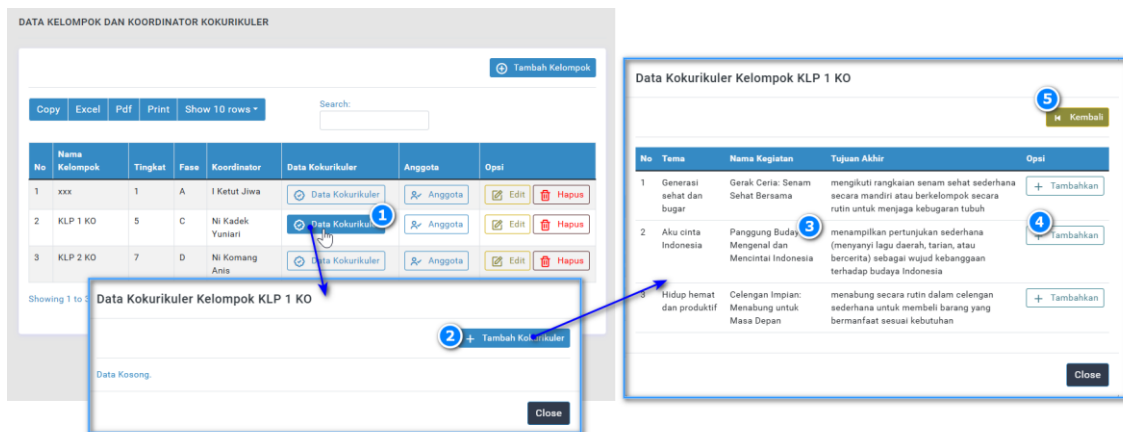 DATA KELOMPOK DAN KOORDINATOR KOKURIKULER
Tambah Kelompok
Copy Excel Pdf Print Show 10 rows
Search:
No Nama Kelompok Tingkat Fase Koordinator Data Kokurikuler Anggota Opsi
1 xxx 1 A I Ketut Jiwa Data Kokurikuler Anggota Edit Hapus
2 KLP 1 KO 5 C Ni Kadek Data Kokurikuler 1 Anggota Edit Hapus
Yuniari
3 KLP 2 KO 7 D Ni Komang Data Kokurikuler Anggota Edit Hapus
Anis
Showing 1 to 3
Data Kokurikuler Kelompok KLP 1 KO
2 Tambah Kokurikuler
Data Kosong.
Close
Data Kokurikuler Kelompok KLP 1 KO
5
Kembali
No Tema Nama Kegiatan Tujuan Akhir Opsi
1 Generasi Gerak Ceria: Senam mengikuti rangkaian senam sehat sederhana Tambahkan
sehat dan Sehat Bersama secara mandiri atau berkelompok secara
bugar rutin untuk menjaga kebugaran tubuh
4
2 Aku cinta Panggung Buday 3 menampilkan pertunjukan sederhana Tambahkan
Indonesia Mengenal dan (menyanyi lagu daerah, tarian, atau
Mencintai Indonesia bercerita) sebagai wujud kebanggaan
terhadap budaya Indonesia
3 Hidup hemat Celengan Impian: menabung secara rutin dalam celengan Tambahkan
dan produktif Menabung untuk sederhana untuk membeli barang yang
Masa Depan bermanfaat sesuai kebutuhan
Close